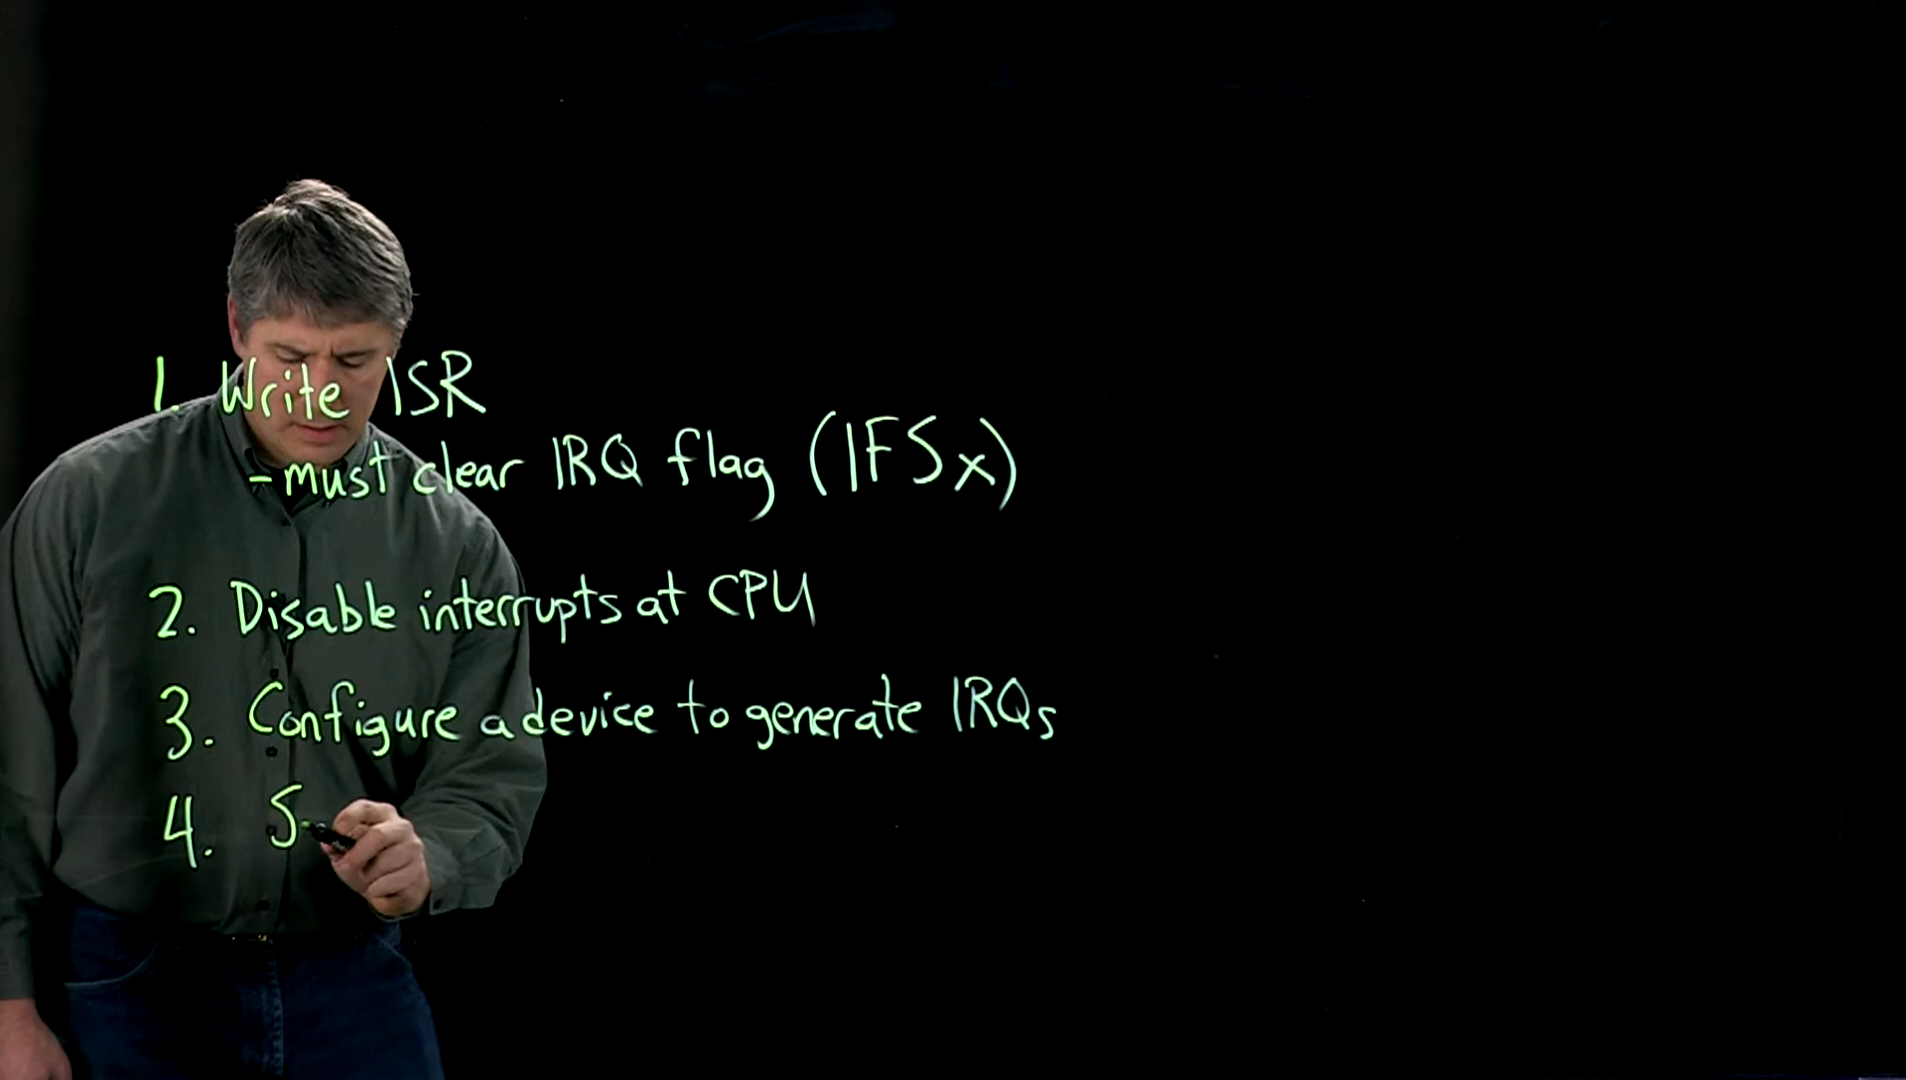 1. Write ISR
- must clear IRQ flag (IFSx)
2. Disable interrupts at CPU
3. Configure a device to generate IRQs
4. S